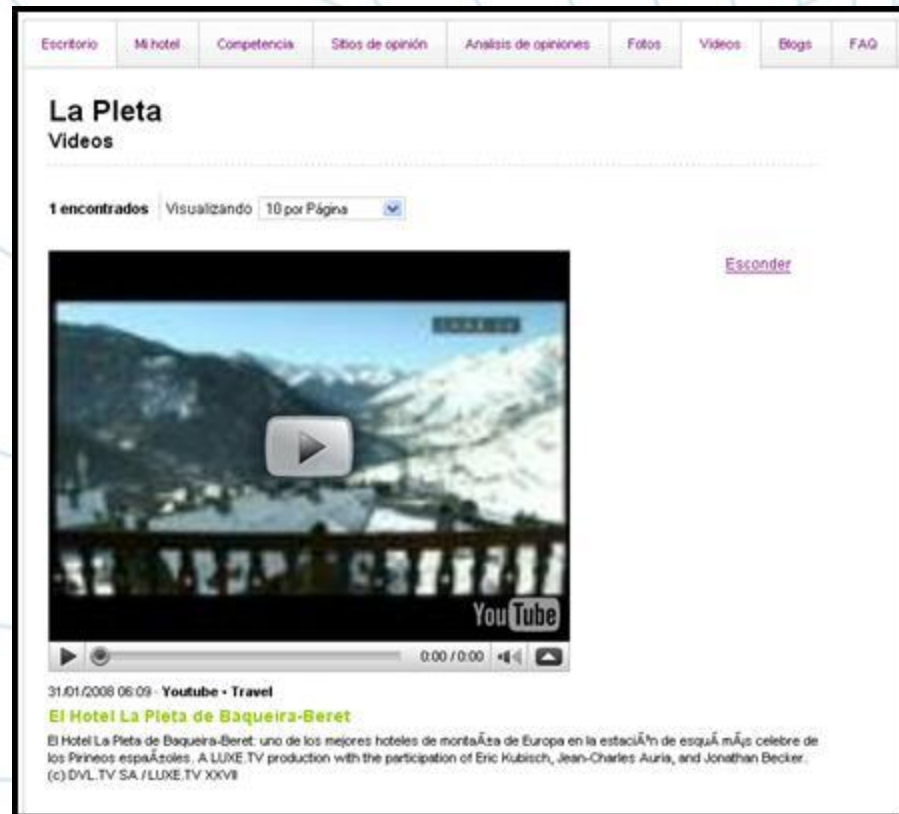 Escritorio Mi hotel Competencia Sitios de opinión Analisis de opiniones Fotos Videos Blogs FAQ
La Pleta
Videos
1 encontrados Visualizando 10 por Página
Esconder
YouTube
0:00 / 0:00
31/01/2008 06:09 - Youtube • Travel
El Hotel La Pleta de Baqueira-Beret
El Hotel La Pleta de Baqueira-Beret: uno de los mejores hoteles de montaÃ±a de Europa en la estaciÃ³n de esquÃ­ mÃ¡s celebre de
los Pirineos espaÃ±oles. A LUXE.TV production with the participation of Eric Kubisch, Jean-Charles Auria, and Jonathan Becker.
(c) DVL.TV SA / LUXE.TV XXVII